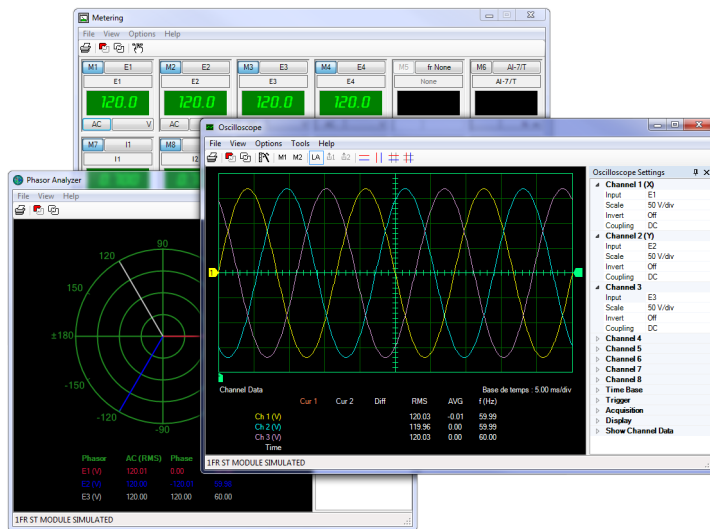 Metering
File View Options Help
M1 E1 M2 E2 M3 E3 M4 E4 M5 fr None M6 AI-7/T
E1 E2 E3 E4 None AI-7/T
120.0 120.0 120.0 120.0
AC V AC
M7 I1 M8
I1
Phasor Analyzer
File View Help
90
120
150
±180
-150
-120
-90
Phasor AC (RMS) Phase
E1 (V) 120.01 0.00
E2 (V) 120.00 -120.01 59.98
E3 (V) 120.00 120.00 60.00
1FR ST MODULE SIMULATED
Oscilloscope
File View Options Tools Help
M1 M2 LA
1
Channel Data Base de temps : 5.00 ms/div
Cur 1 Cur 2 Diff RMS AVG f (Hz)
Ch 1 (V) 120.03 -0.01 59.99
Ch 2 (V) 119.96 0.00 59.99
Ch 3 (V) 120.03 0.00 60.00
Time
1FR ST MODULE SIMULATED
Oscilloscope Settings
Channel 1 (X)
Input E1
Scale 50 V/div
Invert Off
Coupling DC
Channel 2 (Y)
Input E2
Scale 50 V/div
Invert Off
Coupling DC
Channel 3
Input E3
Scale 50 V/div
Invert Off
Coupling DC
Channel 4
Channel 5
Channel 6
Channel 7
Channel 8
Time Base
Trigger
Acquisition
Display
Show Channel Data